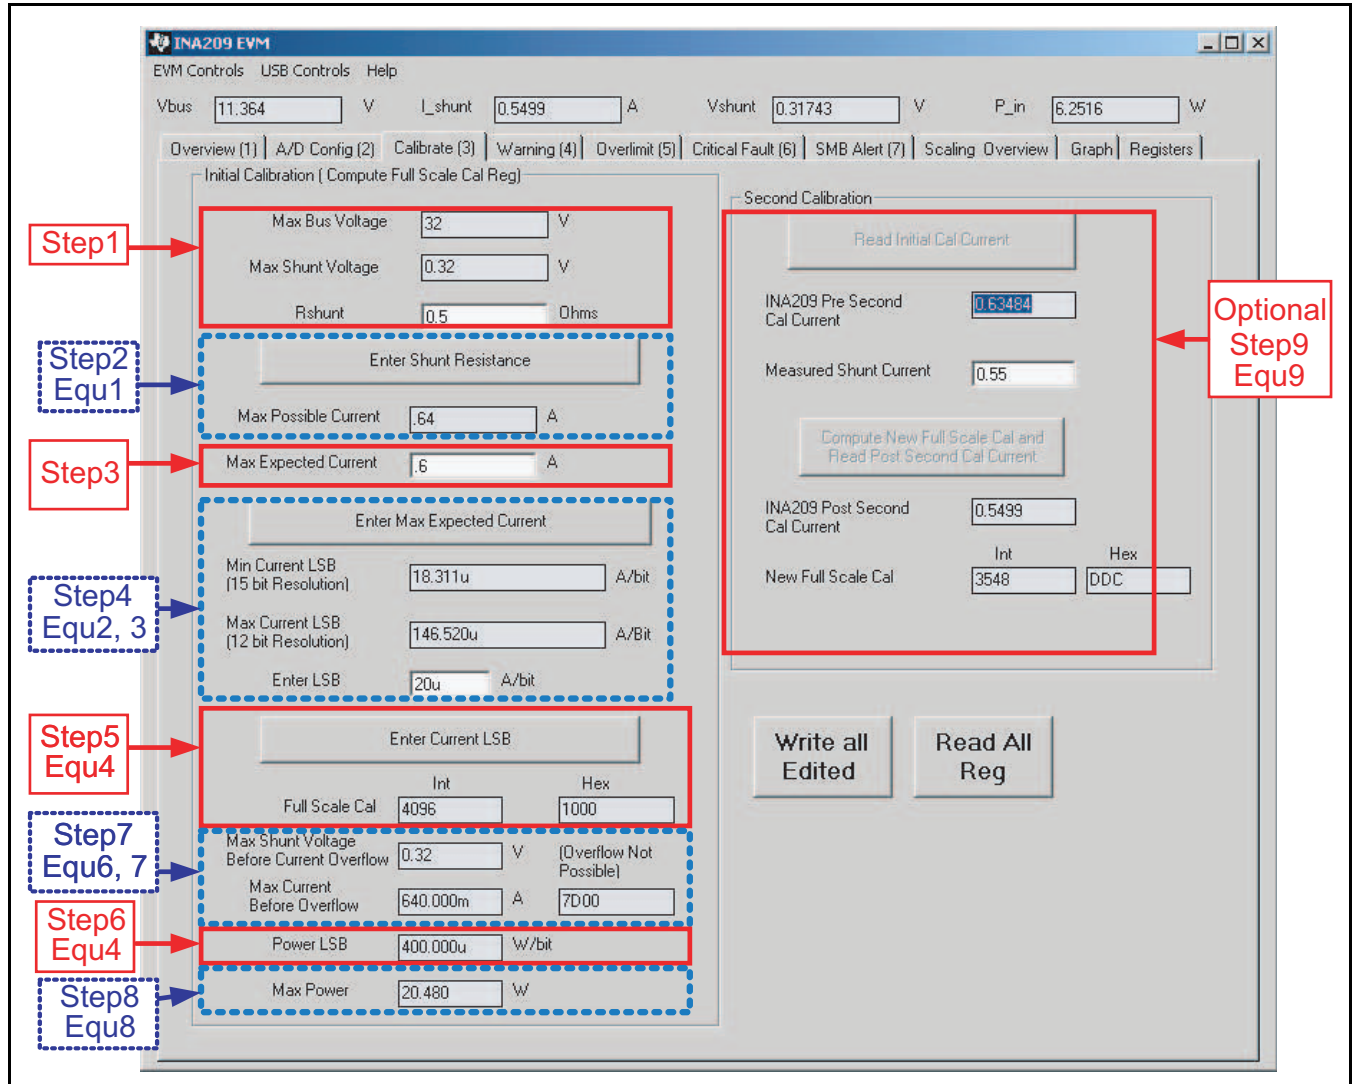 INA209 EVM
EVM Controls USB Controls Help
Vbus 11.364 V I_shunt 0.5499 A Vshunt 0.31743 V P_in 6.2516 W
Overview (1) A/D Config (2) Calibrate (3) Warning (4) Overlimit (5) Critical Fault (6) SMB Alert (7) Scaling Overview Graph Registers
Initial Calibration ( Compute Full Scale Cal Reg)
Step1
Max Bus Voltage 32 V
Max Shunt Voltage 0.32 V
Rshunt 0.5 Ohms
Step2
Equ1
Enter Shunt Resistance
Max Possible Current .64 A
Step3
Max Expected Current .6 A
Enter Max Expected Current
Step4
Equ2, 3
Min Current LSB
(15 bit Resolution) 18.311u A/bit
Max Current LSB
(12 bit Resolution) 146.520u A/Bit
Enter LSB 20u A/bit
Step5
Equ4
Enter Current LSB
Int Hex
Full Scale Cal 4096 1000
Step7
Equ6, 7
Max Shunt Voltage
Before Current Overflow 0.32 V (Overflow Not
Possible)
Max Current
Before Overflow 640.000m A 7D00
Step6
Equ4
Power LSB 400.000u W/bit
Step8
Equ8
Max Power 20.480 W
Second Calibration
Read Initial Cal Current
INA209 Pre Second
Cal Current 0.63484
Optional
Step9
Equ9
Measured Shunt Current 0.55
Compute New Full Scale Cal and
Read Post Second Cal Current
INA209 Post Second
Cal Current 0.5499
Int Hex
New Full Scale Cal 3548 DDC
Write all
Edited
Read All
Reg